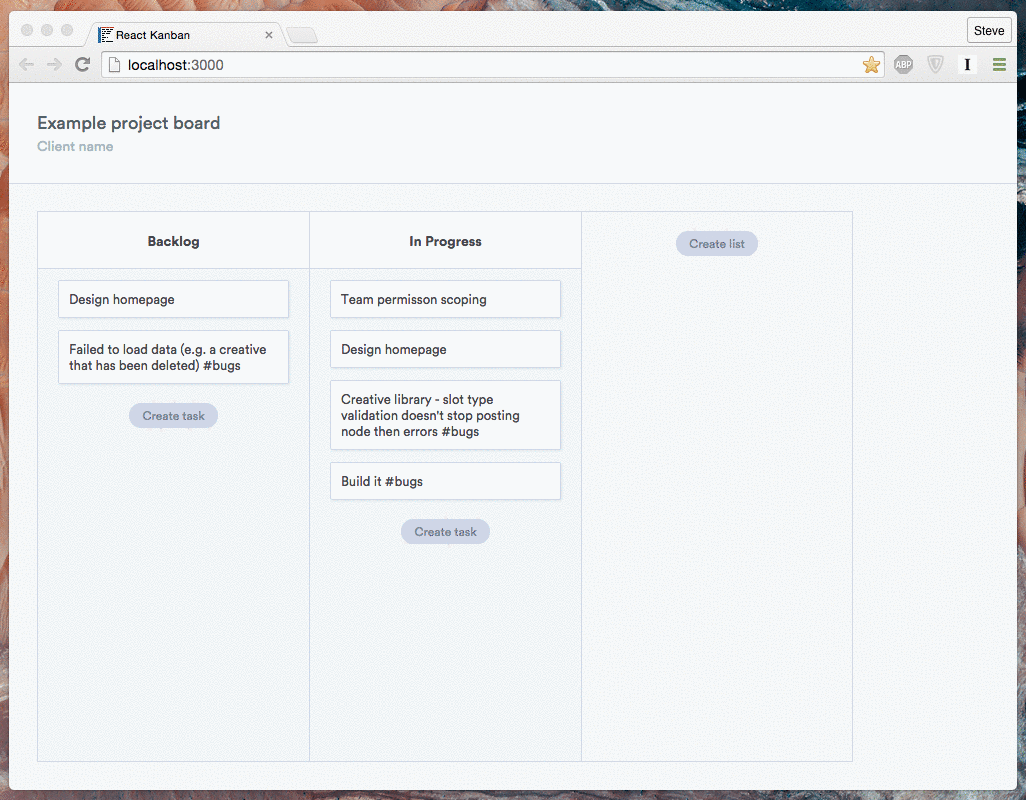 React Kanban
Steve
localhost:3000
ABP
I
Example project board
Client name
Backlog
In Progress
Create list
Design homepage
Failed to load data (e.g. a creative
that has been deleted) #bugs
Create task
Team permisson scoping
Design homepage
Creative library - slot type
validation doesn't stop posting
node then errors #bugs
Build it #bugs
Create task